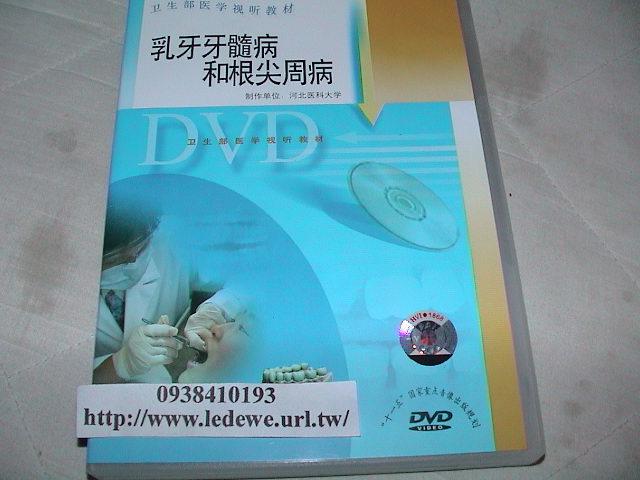 卫生部医学视听教材
乳牙牙髓病
和根尖周病
制作单位：河北医科大学
DVD
卫生部医学视听教材
"十一五"国家重点音像出版规划
DVD
VIDEO
0938410193
http://www.ledewe.url.tw/